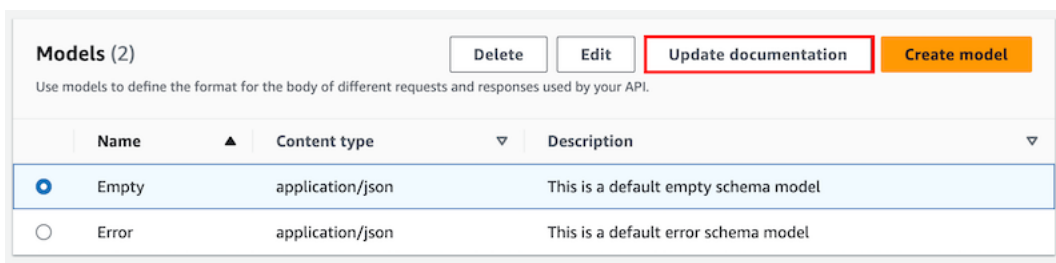 Models (2) Delete Edit Update documentation Create model
Use models to define the format for the body of different requests and responses used by your API.
Name Content type Description
Empty application/json This is a default empty schema model
Error application/json This is a default error schema model